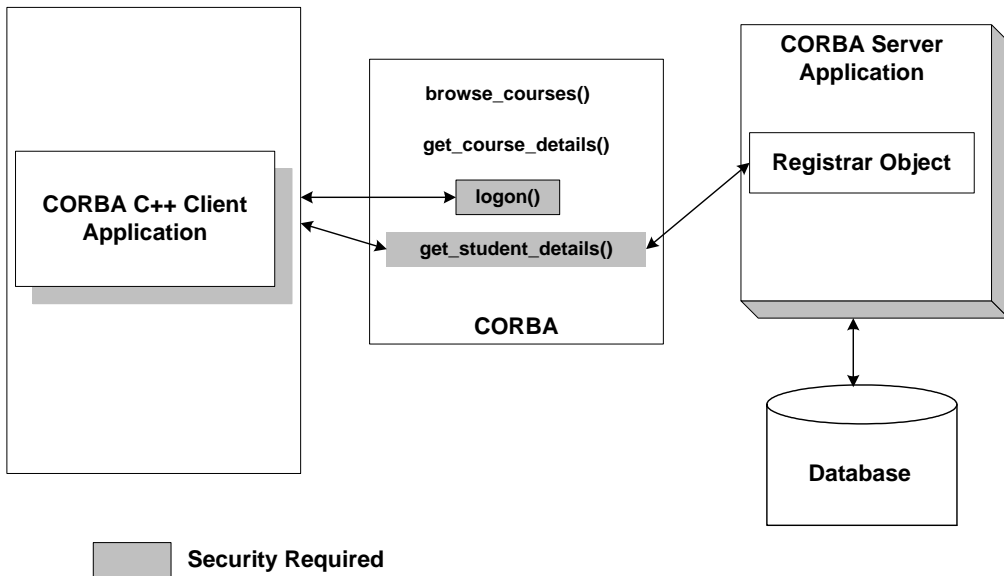 CORBA C++ Client
Application
browse_courses()
get_course_details()
logon()
get_student_details()
CORBA
CORBA Server
Application
Registrar Object
Database
Security Required